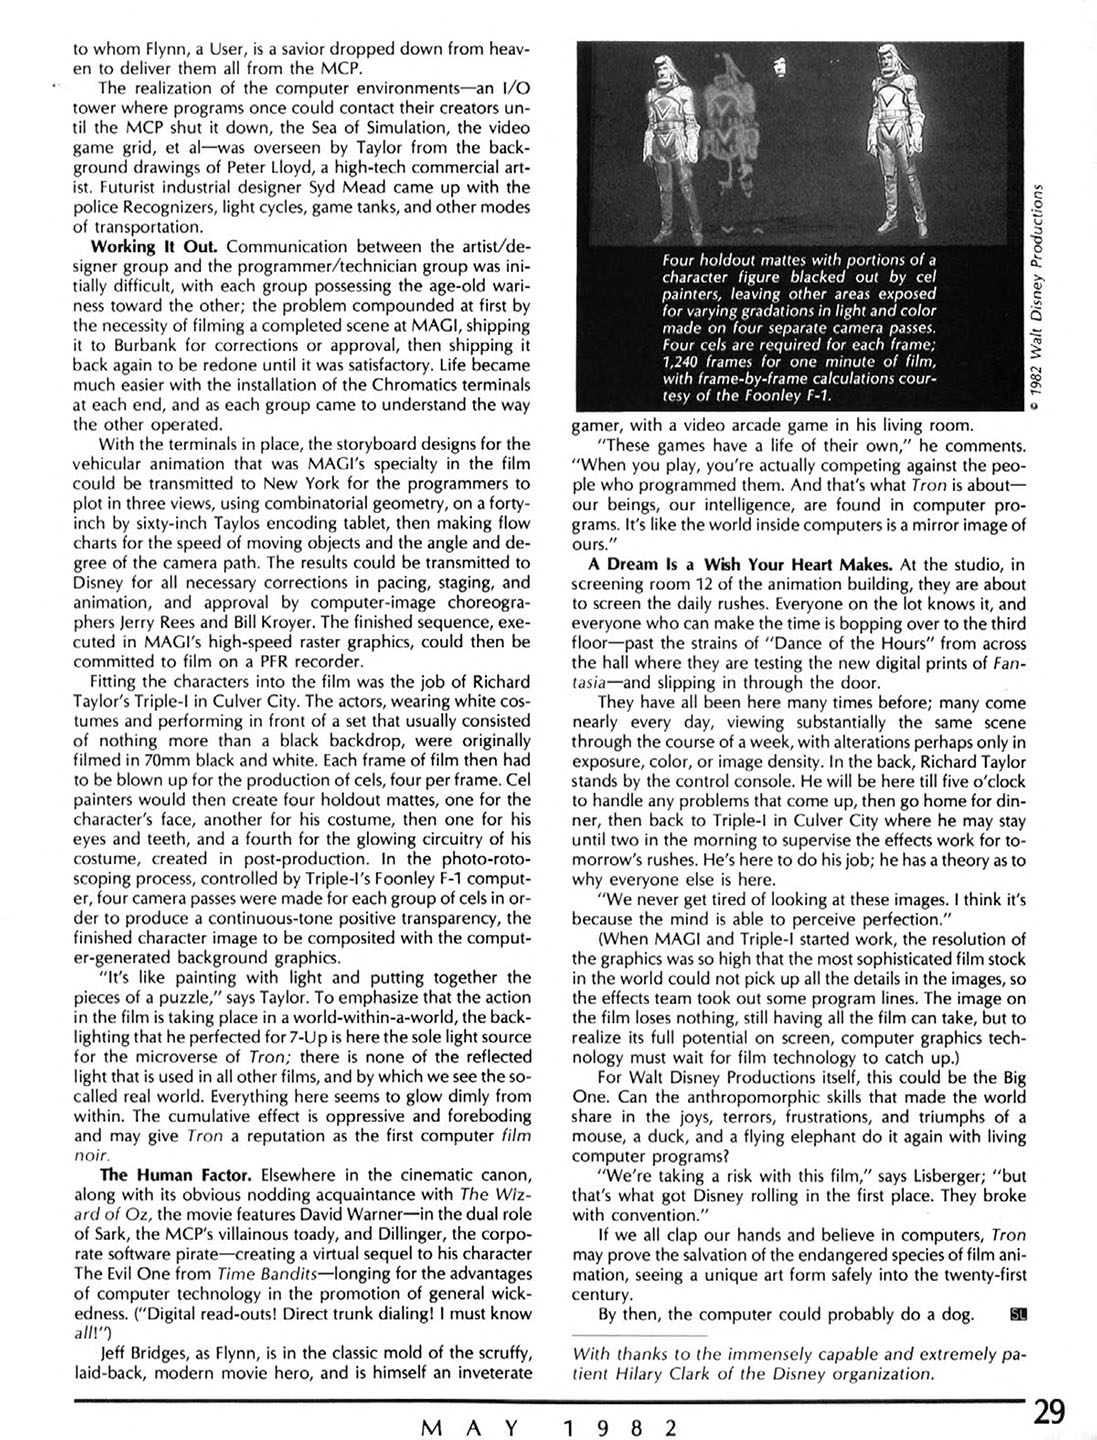 to whom Flynn, a User, is a savior dropped down from heav-
en to deliver them all from the MCP.
The realization of the computer environments—an I/O
tower where programs once could contact their creators un-
til the MCP shut it down, the Sea of Simulation, the video
game grid, et al—was overseen by Taylor from the back-
ground drawings of Peter Lloyd, a high-tech commercial art-
ist. Futurist industrial designer Syd Mead came up with the
police Recognizers, light cycles, game tanks, and other modes
of transportation.
Working It Out. Communication between the artist/de-
signer group and the programmer/technician group was ini-
tially difficult, with each group possessing the age-old wari-
ness toward the other; the problem compounded at first by
the necessity of filming a completed scene at MAGI, shipping
it to Burbank for corrections or approval, then shipping it
back again to be redone until it was satisfactory. Life became
much easier with the installation of the Chromatics terminals
at each end, and as each group came to understand the way
the other operated.
With the terminals in place, the storyboard designs for the
vehicular animation that was MAGI's specialty in the film
could be transmitted to New York for the programmers to
plot in three views, using combinatorial geometry, on a forty-
inch by sixty-inch Taylos encoding tablet, then making flow
charts for the speed of moving objects and the angle and de-
gree of the camera path. The results could be transmitted to
Disney for all necessary corrections in pacing, staging, and
animation, and approval by computer-image choreogra-
phers Jerry Rees and Bill Kroyer. The finished sequence, exe-
cuted in MAGI's high-speed raster graphics, could then be
committed to film on a PFR recorder.
Fitting the characters into the film was the job of Richard
Taylor's Triple-I in Culver City. The actors, wearing white cos-
tumes and performing in front of a set that usually consisted
of nothing more than a black backdrop, were originally
filmed in 70mm black and white. Each frame of film then had
to be blown up for the production of cels, four per frame. Cel
painters would then create four holdout mattes, one for the
character's face, another for his costume, then one for his
eyes and teeth, and a fourth for the glowing circuitry of his
costume, created in post-production. In the photo-roto-
scoping process, controlled by Triple-I's Foonley F-1 comput-
er, four camera passes were made for each group of cels in or-
der to produce a continuous-tone positive transparency, the
finished character image to be composited with the comput-
er-generated background graphics.
"It's like painting with light and putting together the
pieces of a puzzle," says Taylor. To emphasize that the action
in the film is taking place in a world-within-a-world, the back-
lighting that he perfected for 7-Up is here the sole light source
for the microverse of Tron; there is none of the reflected
light that is used in all other films, and by which we see the so-
called real world. Everything here seems to glow dimly from
within. The cumulative effect is oppressive and foreboding
and may give Tron a reputation as the first computer film
noir.
The Human Factor. Elsewhere in the cinematic canon,
along with its obvious nodding acquaintance with The Wiz-
ard of Oz, the movie features David Warner—in the dual role
of Sark, the MCP's villainous toady, and Dillinger, the corpo-
rate software pirate—creating a virtual sequel to his character
The Evil One from Time Bandits—longing for the advantages
of computer technology in the promotion of general wick-
edness. ("Digital read-outs! Direct trunk dialing! I must know
all!")
Jeff Bridges, as Flynn, is in the classic mold of the scruffy,
laid-back, modern movie hero, and is himself an inveterate
Four holdout mattes with portions of a
character figure blacked out by cel
painters, leaving other areas exposed
for varying gradations in light and color
made on four separate camera passes.
Four cels are required for each frame;
1,240 frames for one minute of film,
with frame-by-frame calculations cour-
tesy of the Foonley F-1.
© 1982 Walt Disney Productions
gamer, with a video arcade game in his living room.
"These games have a life of their own," he comments.
"When you play, you're actually competing against the peo-
ple who programmed them. And that's what Tron is about—
our beings, our intelligence, are found in computer pro-
grams. It's like the world inside computers is a mirror image of
ours."
A Dream Is a Wish Your Heart Makes. At the studio, in
screening room 12 of the animation building, they are about
to screen the daily rushes. Everyone on the lot knows it, and
everyone who can make the time is bopping over to the third
floor—past the strains of "Dance of the Hours" from across
the hall where they are testing the new digital prints of Fan-
tasia—and slipping in through the door.
They have all been here many times before; many come
nearly every day, viewing substantially the same scene
through the course of a week, with alterations perhaps only in
exposure, color, or image density. In the back, Richard Taylor
stands by the control console. He will be here till five o'clock
to handle any problems that come up, then go home for din-
ner, then back to Triple-I in Culver City where he may stay
until two in the morning to supervise the effects work for to-
morrow's rushes. He's here to do his job; he has a theory as to
why everyone else is here.
"We never get tired of looking at these images. I think it's
because the mind is able to perceive perfection."
(When MAGI and Triple-I started work, the resolution of
the graphics was so high that the most sophisticated film stock
in the world could not pick up all the details in the images, so
the effects team took out some program lines. The image on
the film loses nothing, still having all the film can take, but to
realize its full potential on screen, computer graphics tech-
nology must wait for film technology to catch up.)
For Walt Disney Productions itself, this could be the Big
One. Can the anthropomorphic skills that made the world
share in the joys, terrors, frustrations, and triumphs of a
mouse, a duck, and a flying elephant do it again with living
computer programs?
"We're taking a risk with this film," says Lisberger; "but
that's what got Disney rolling in the first place. They broke
with convention."
If we all clap our hands and believe in computers, Tron
may prove the salvation of the endangered species of film ani-
mation, seeing a unique art form safely into the twenty-first
century.
By then, the computer could probably do a dog. SL
With thanks to the immensely capable and extremely pa-
tient Hilary Clark of the Disney organization.
MAY 1982
29